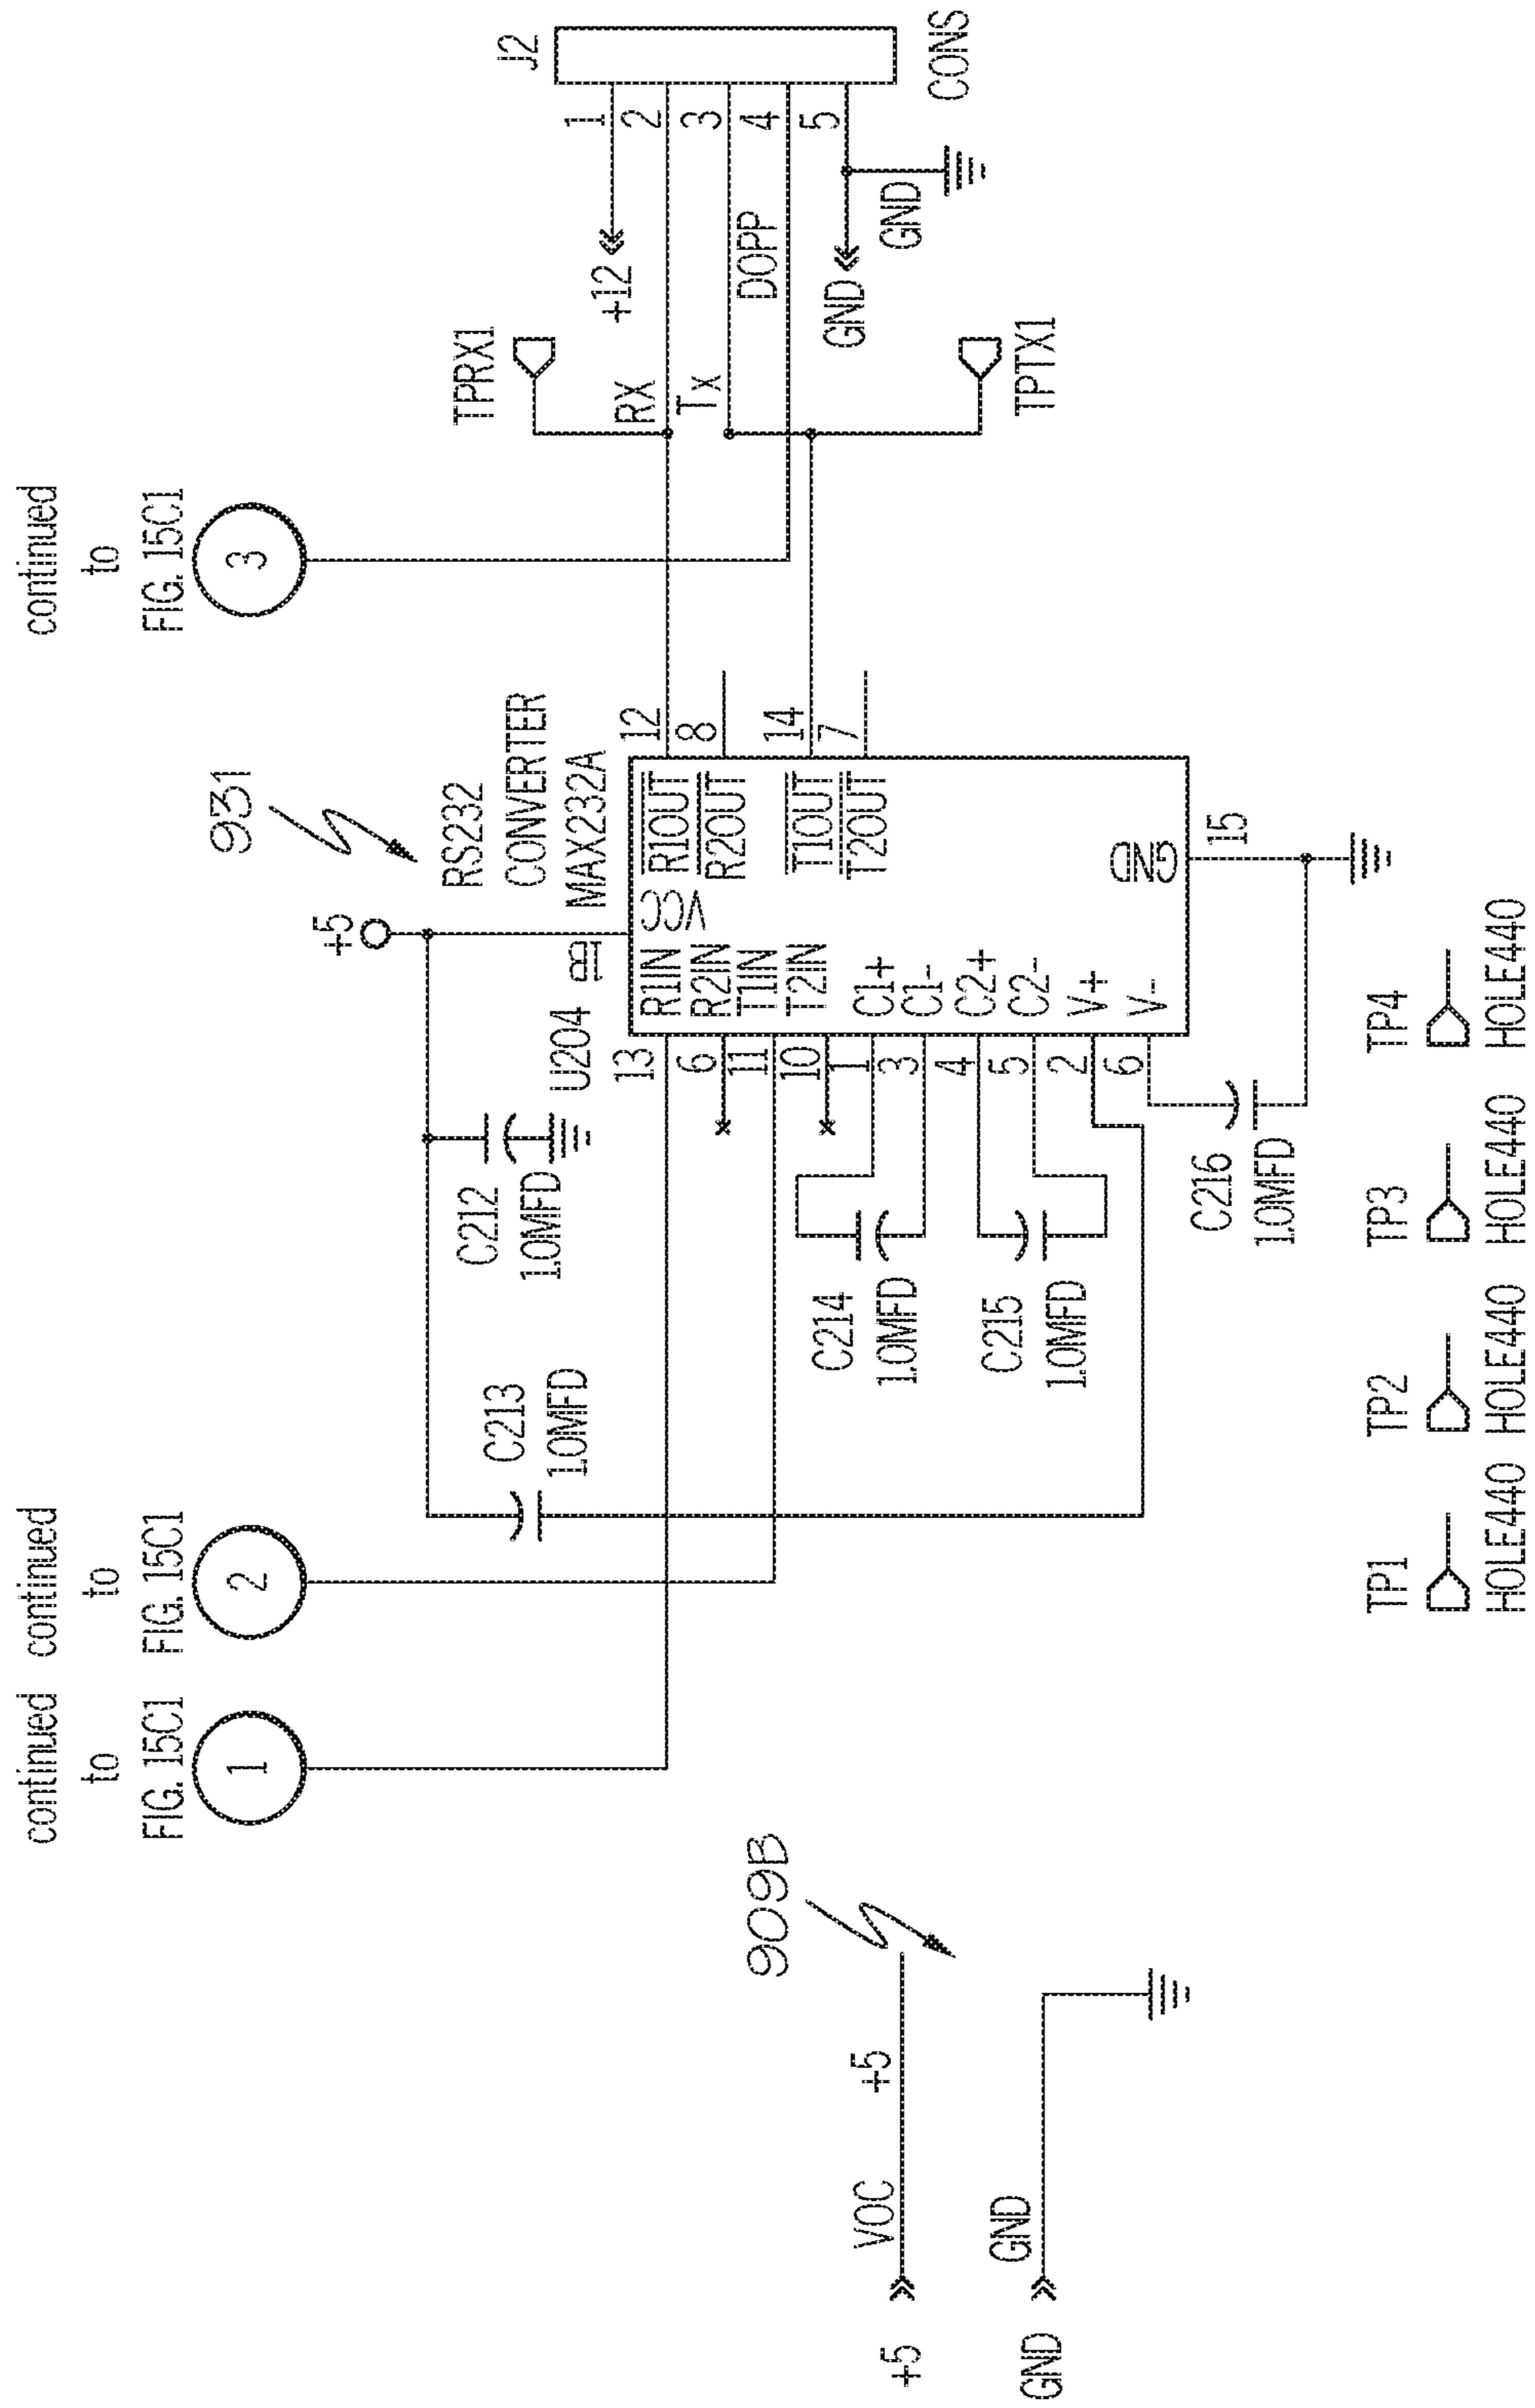 continued
to
FIG. 15C1
1
continued
to
FIG. 15C1
2
continued
to
FIG. 15C1
3
931
RS232
CONVERTER
MAX232A
+5
C213
1.0MFD
C212
1.0MFD
U204
16
VCC
13
R1IN
6
R2IN
11
T1IN
10
T2IN
1
C1+
3
C1-
4
C2+
5
C2-
2
V+
6
V-
R1OUT
12
R2OUT
8
T1OUT
14
T2OUT
7
GND
15
C214
1.0MFD
C215
1.0MFD
C216
1.0MFD
TPRX1
RX
Tx
DOPP
TPTX1
+12
GND
GND
J2
1
2
3
4
5
CONS
909B
+5
VOC
+5
GND
GND
TP1
HOLE440
TP2
HOLE440
TP3
HOLE440
TP4
HOLE440